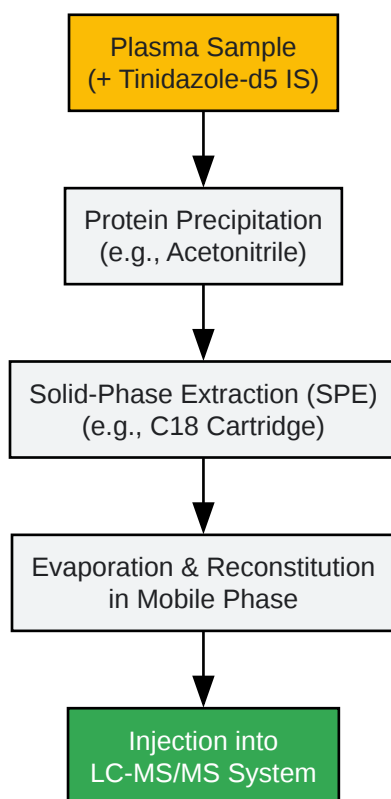 Plasma Sample
(+ Tinidazole-d5 IS)
Protein Precipitation
(e.g., Acetonitrile)
Solid-Phase Extraction (SPE)
(e.g., C18 Cartridge)
Evaporation & Reconstitution
in Mobile Phase
Injection into
LC-MS/MS System